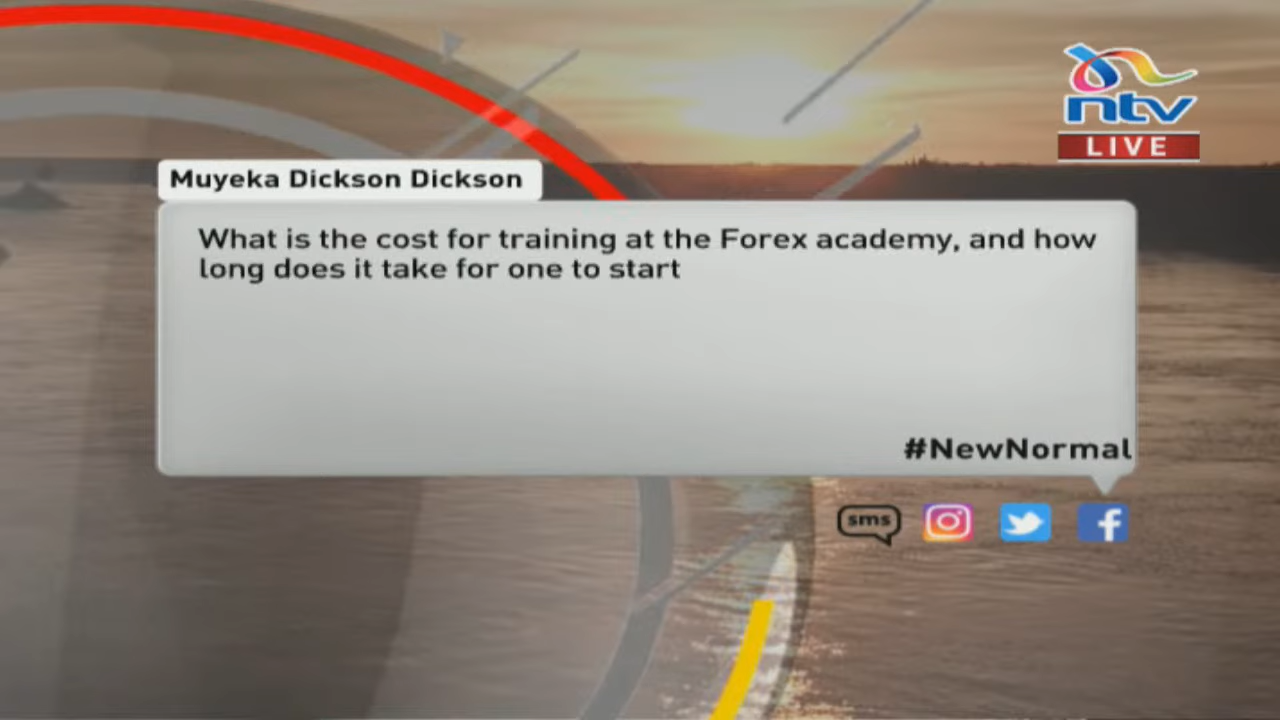 ntv
LIVE
Muyeka Dickson Dickson
What is the cost for training at the Forex academy, and how
long does it take for one to start
#NewNormal
sms